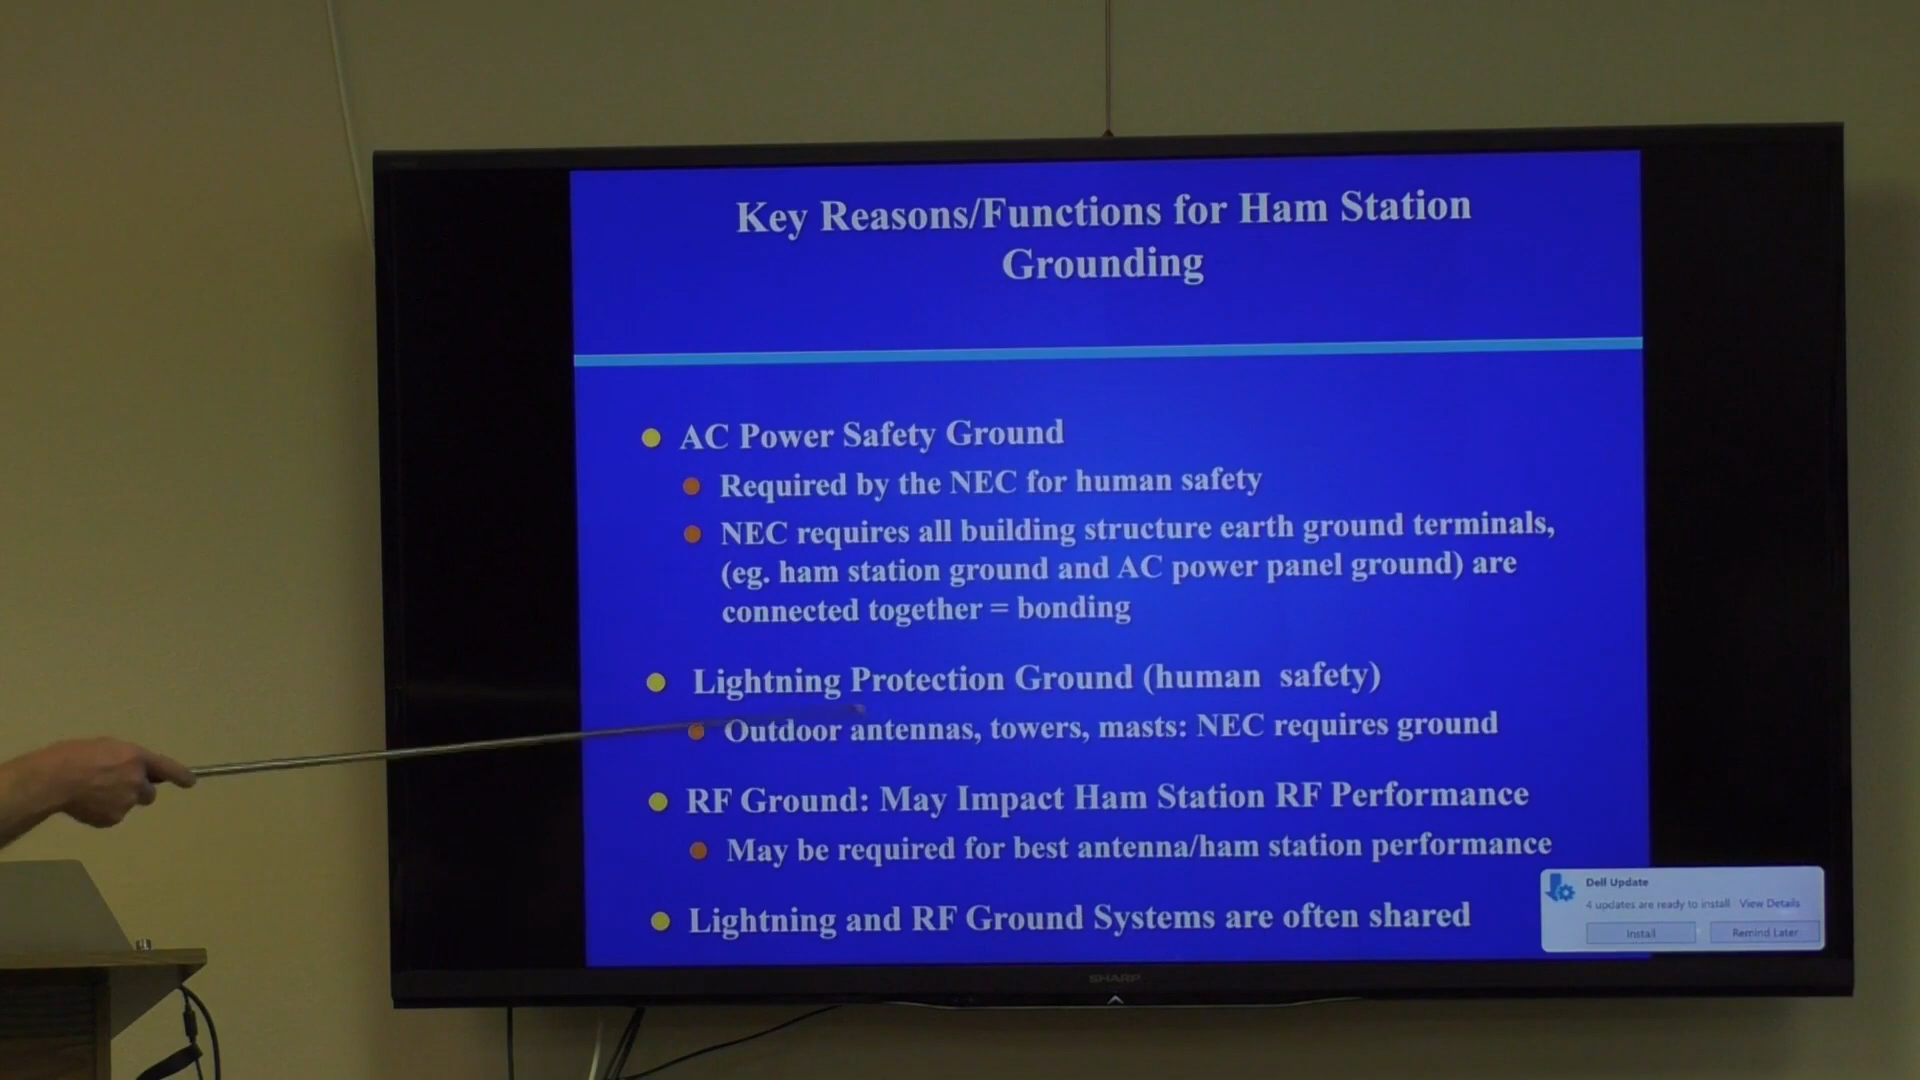 Key Reasons/Functions for Ham Station
Grounding
AC Power Safety Ground
Required by the NEC for human safety
NEC requires all building structure earth ground terminals,
(eg. ham station ground and AC power panel ground) are
connected together = bonding
Lightning Protection Ground (human safety)
Outdoor antennas, towers, masts: NEC requires ground
RF Ground: May Impact Ham Station RF Performance
May be required for best antenna/ham station performance
Lightning and RF Ground Systems are often shared
Dell Update
4 updates are ready to install View Details
Install Remind Later
SHARP